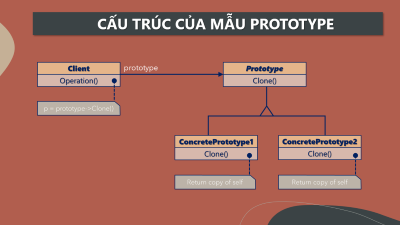 CẤU TRÚC CỦA MẪU PROTOTYPE
Client
prototype
Prototype
Operation()
Clone()
p = prototype->Clone()
ConcretePrototype1
ConcretePrototype2
Clone()
Clone()
Return copy of self
Return copy of self